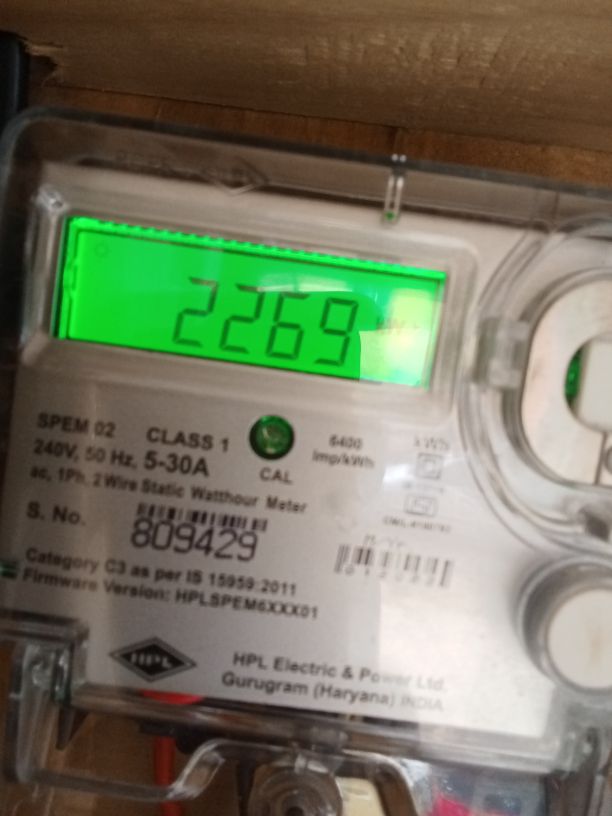 2269
SPEM 02
CLASS 1
240V, 50 Hz, 5-30A
ac, 1Ph, 2Wire Static Watthour Meter
CAL
6400
Imp/kWh
kWh
S. No.
809429
Category C3 as per IS 15959:2011
Firmware Version: HPLSPEM6XXX01
HPL
HPL Electric & Power Ltd.
Gurugram (Haryana) INDIA